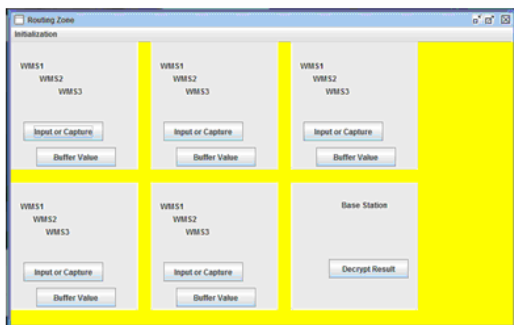 Routing Zone
Initialization
WMS1
WMS2
WMS3
Input or Capture
Buffer Value
WMS1
WMS2
WMS3
Input or Capture
Buffer Value
WMS1
WMS2
WMS3
Input or Capture
Buffer Value
WMS1
WMS2
WMS3
Input or Capture
Buffer Value
WMS1
WMS2
WMS3
Input or Capture
Buffer Value
Base Station
Decrypt Result